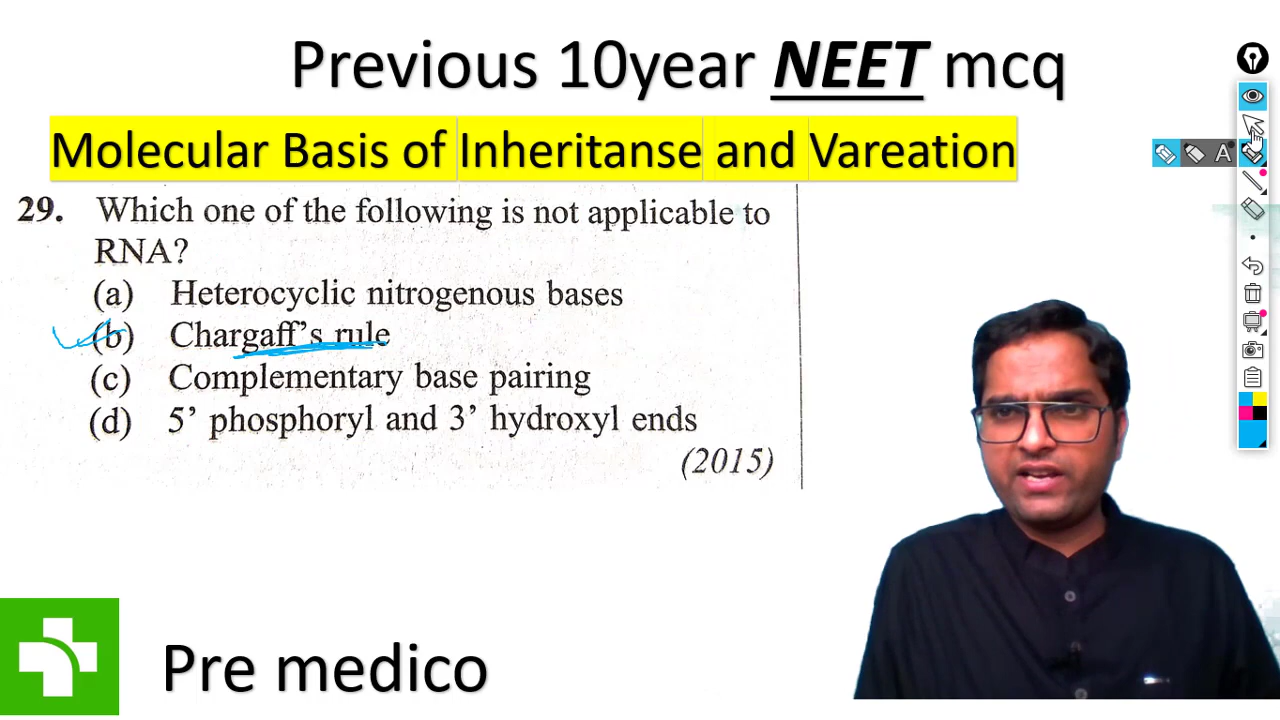 Previous 10year NEET mcq
Molecular Basis of Inheritanse and Vareation
29. Which one of the following is not applicable to
RNA?
(a) Heterocyclic nitrogenous bases
(b) Chargaff’s rule
(c) Complementary base pairing
(d) 5’ phosphoryl and 3’ hydroxyl ends
(2015)
A
Pre medico